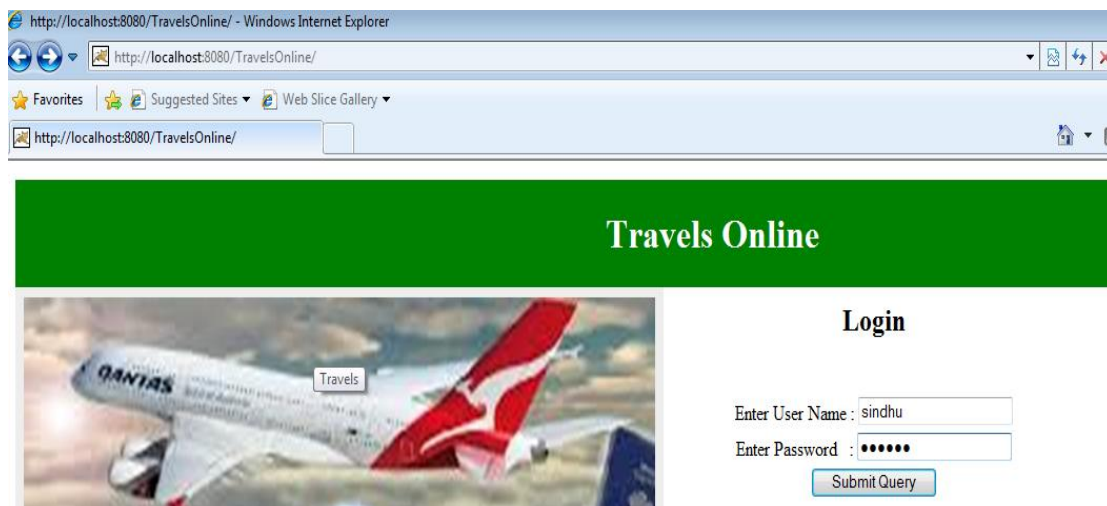 http://localhost:8080/TravelsOnline/ - Windows Internet Explorer
http://localhost:8080/TravelsOnline/
Favorites Suggested Sites Web Slice Gallery
http://localhost:8080/TravelsOnline/
Travels Online
QANTAS
Travels
Login
Enter User Name : sindhu
Enter Password : ••••••
Submit Query